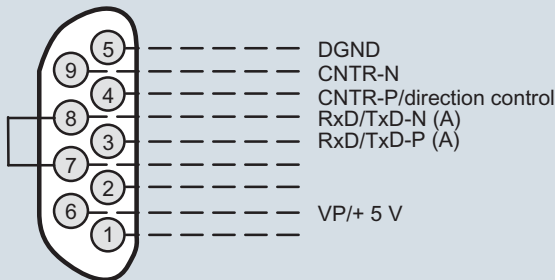 5 DGND
9 CNTR-N
4 CNTR-P/direction control
8 RxD/TxD-N (A)
3 RxD/TxD-P (A)
7
2
6 VP/+ 5 V
1